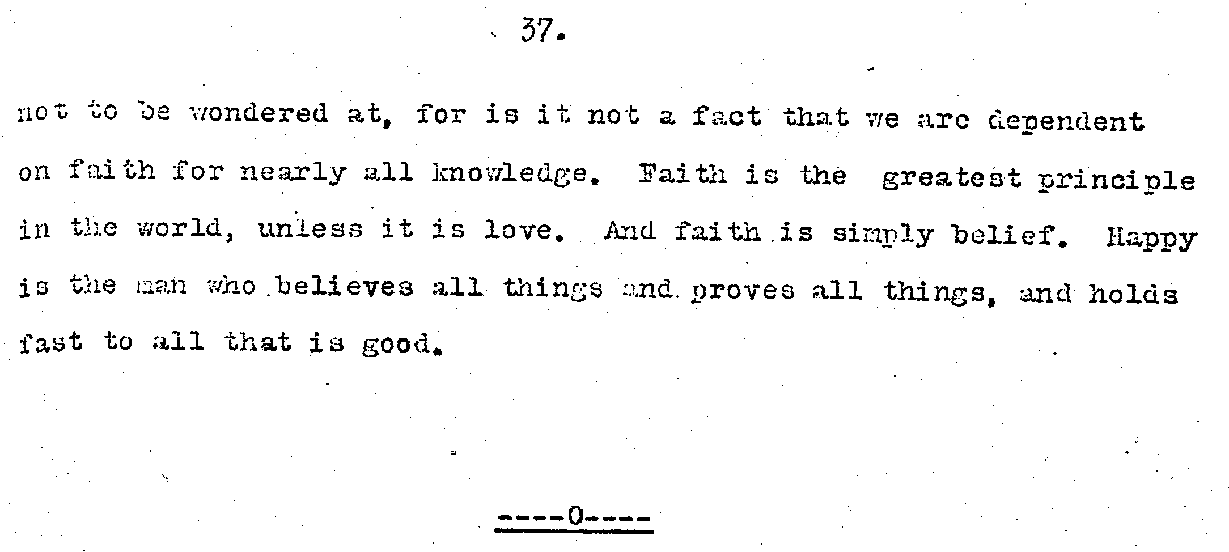 37.
not to be wondered at, for is it not a fact that we are dependent
on faith for nearly all knowledge. Faith is the greatest principle
in the world, unless it is love. And faith is simply belief. Happy
is the man who believes all things and proves all things, and holds
fast to all that is good.
----O----